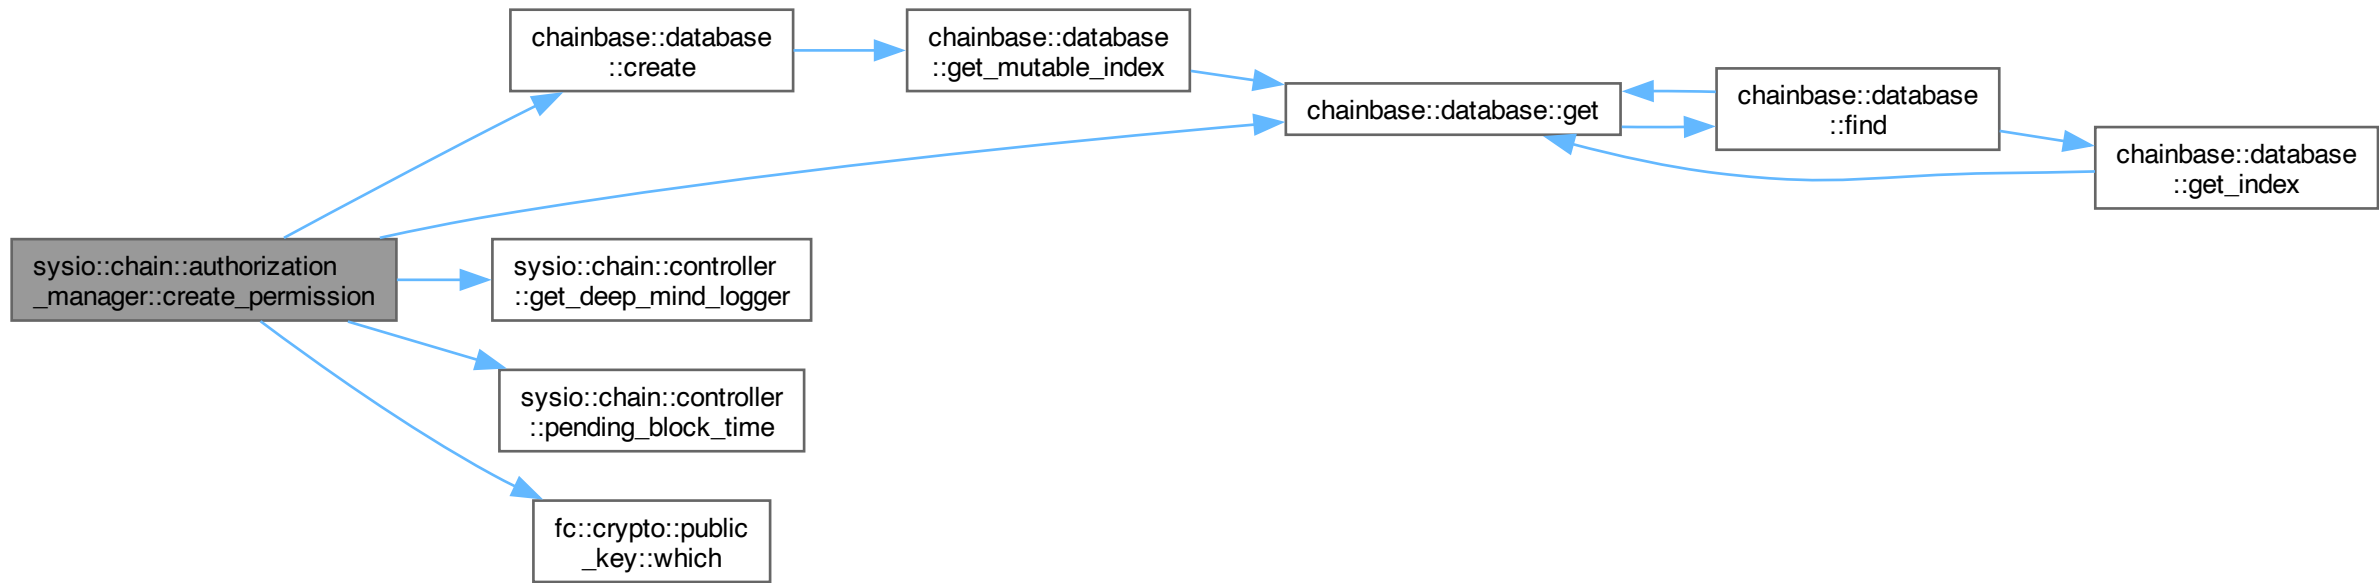 chainbase::database
::create
chainbase::database
::get_mutable_index
chainbase::database::get
chainbase::database
::find
chainbase::database
::get_index
sysio::chain::authorization
_manager::create_permission
sysio::chain::controller
::get_deep_mind_logger
sysio::chain::controller
::pending_block_time
fc::crypto::public
_key::which